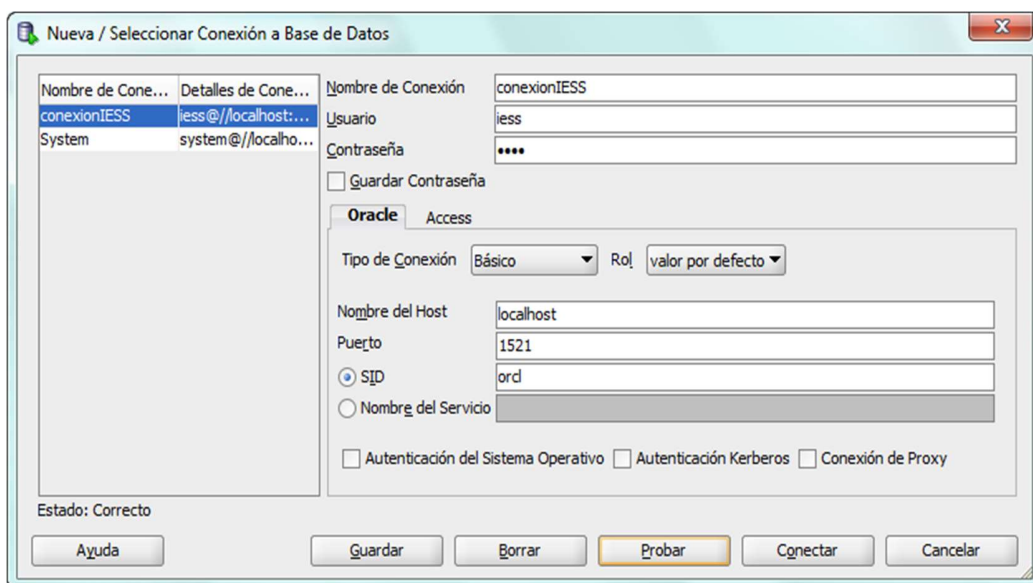 Nueva / Seleccionar Conexión a Base de Datos
Nombre de Cone... Detalles de Cone...
conexionIESS iess@//localhost:...
System system@//localho...
Nombre de Conexión conexionIESS
Usuario iess
Contraseña ••••
Guardar Contraseña
Oracle Access
Tipo de Conexión Básico Rol valor por defecto
Nombre del Host localhost
Puerto 1521
SID orcl
Nombre del Servicio
Autenticación del Sistema Operativo Autenticación Kerberos Conexión de Proxy
Estado: Correcto
Ayuda Guardar Borrar Probar Conectar Cancelar